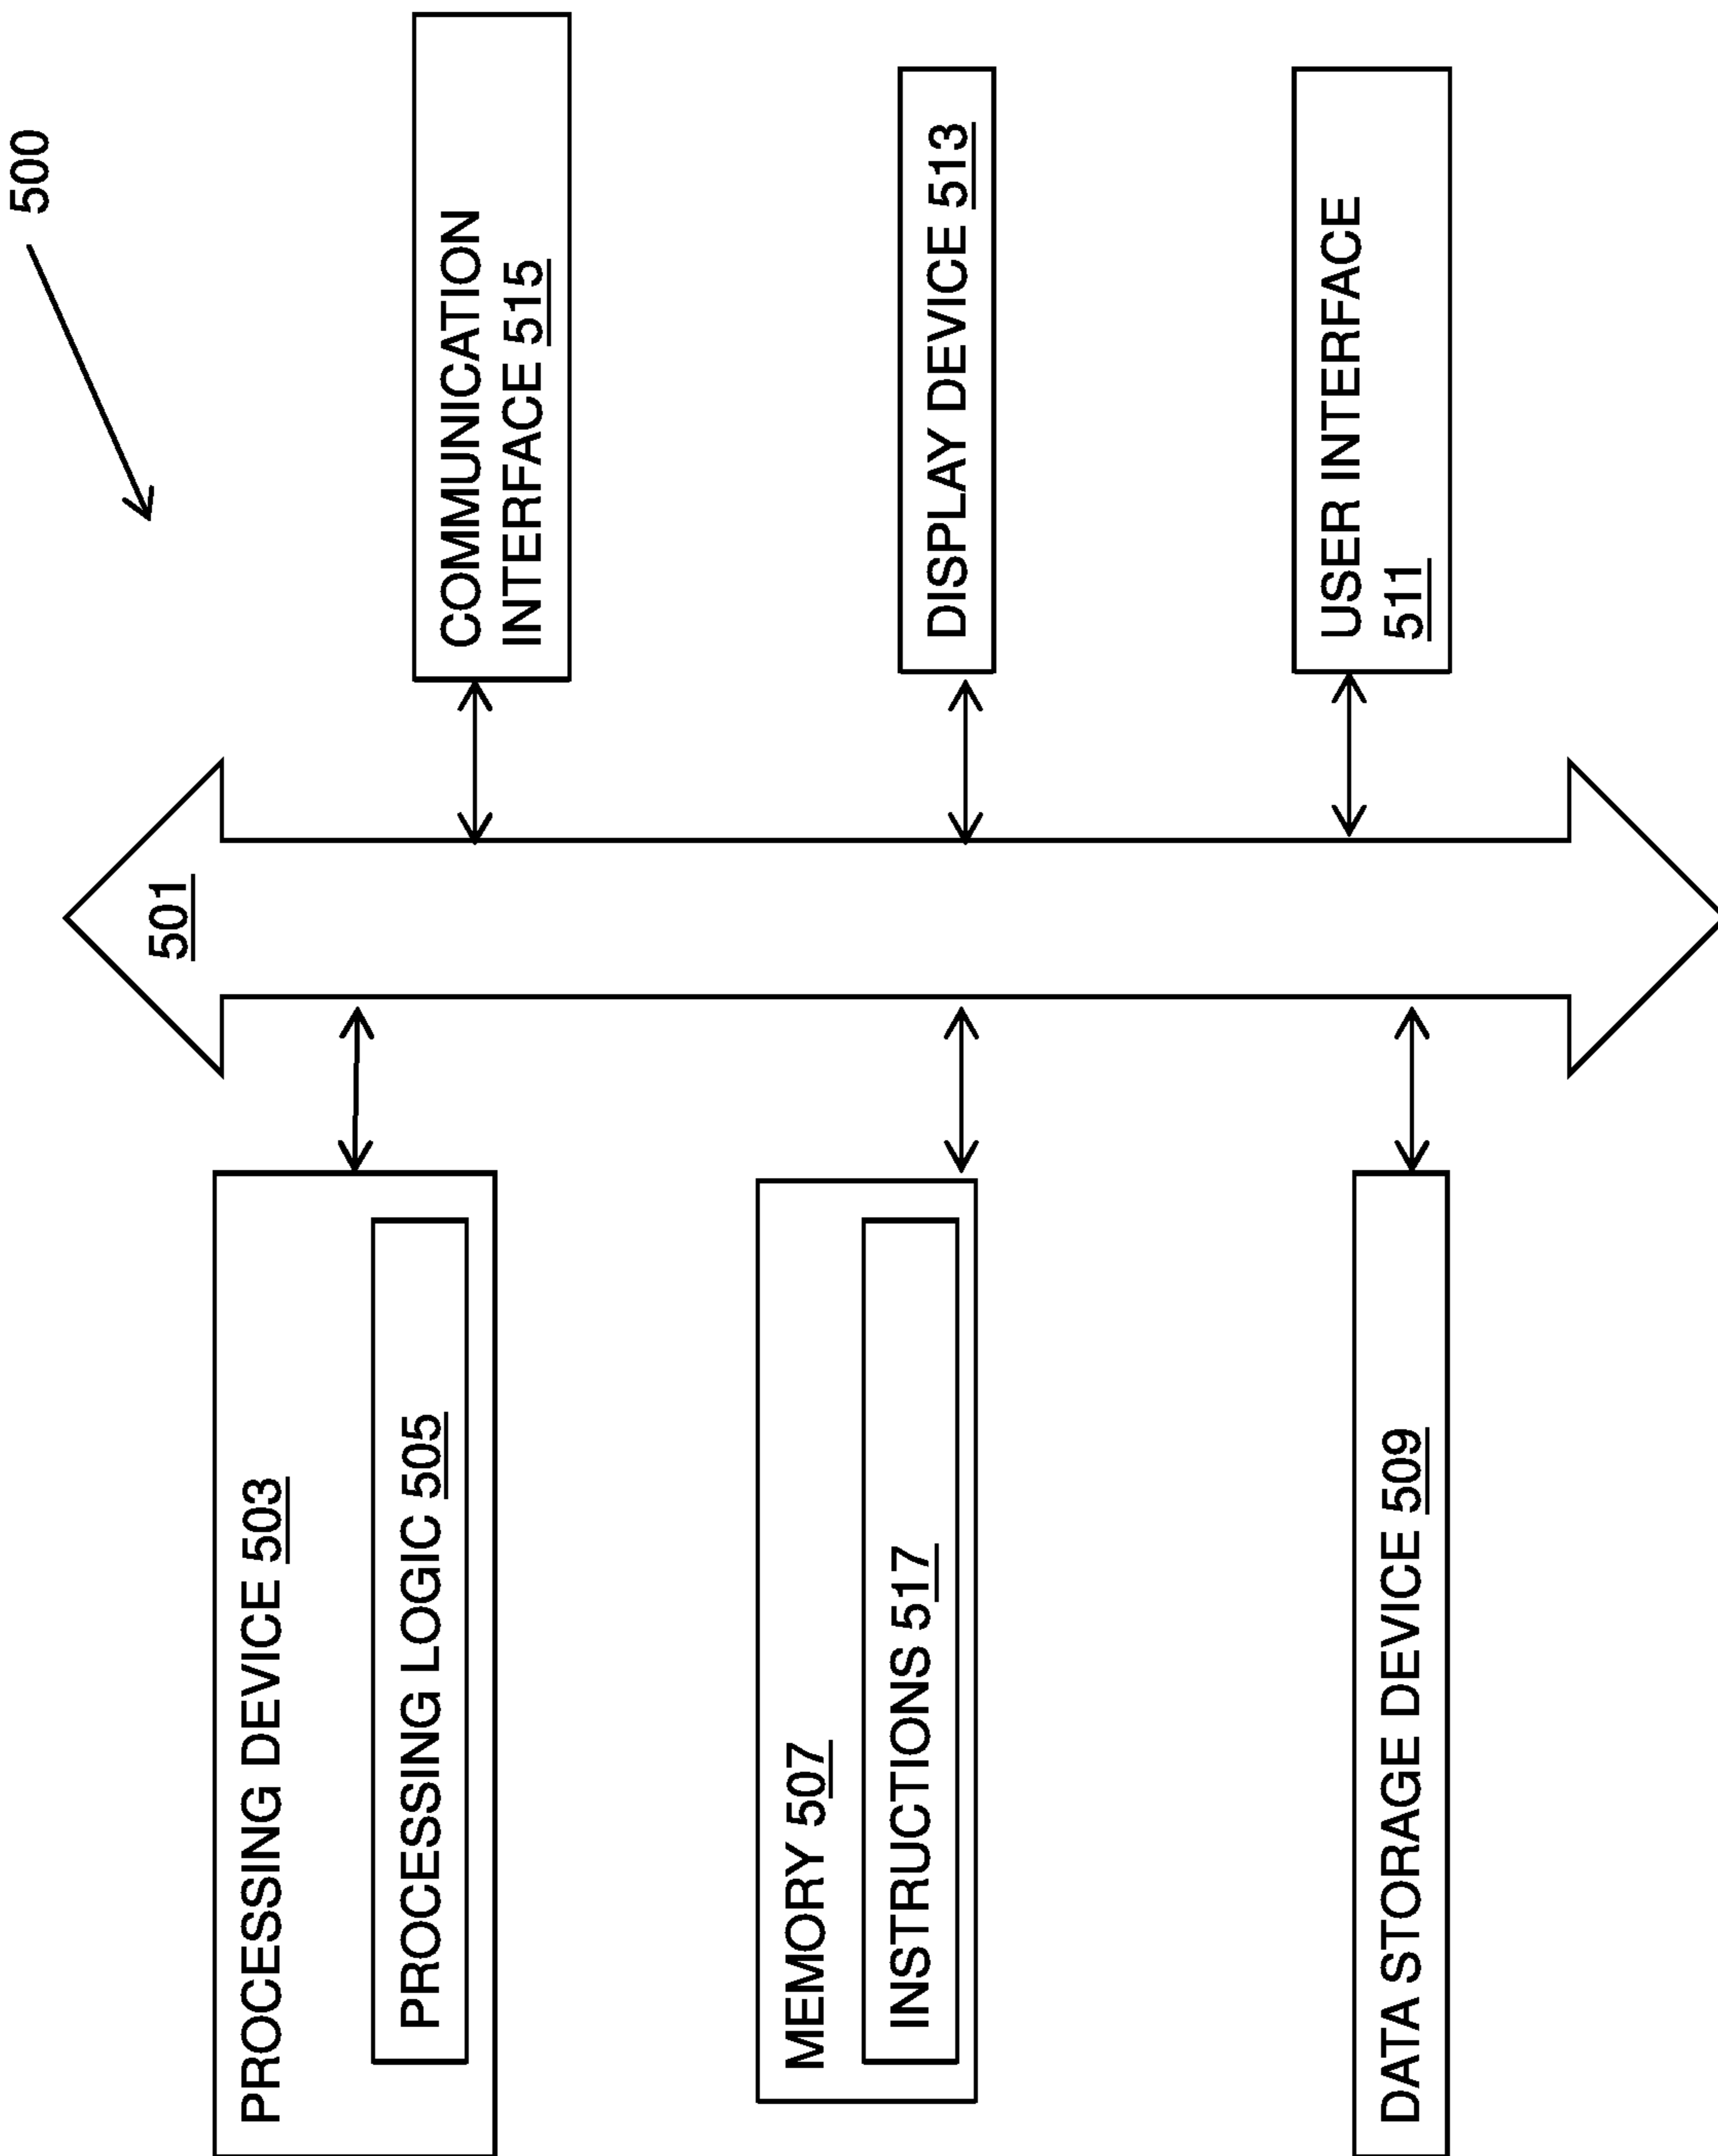 500
501
PROCESSING DEVICE 503
PROCESSING LOGIC 505
MEMORY 507
INSTRUCTIONS 517
DATA STORAGE DEVICE 509
COMMUNICATION
INTERFACE 515
DISPLAY DEVICE 513
USER INTERFACE
511